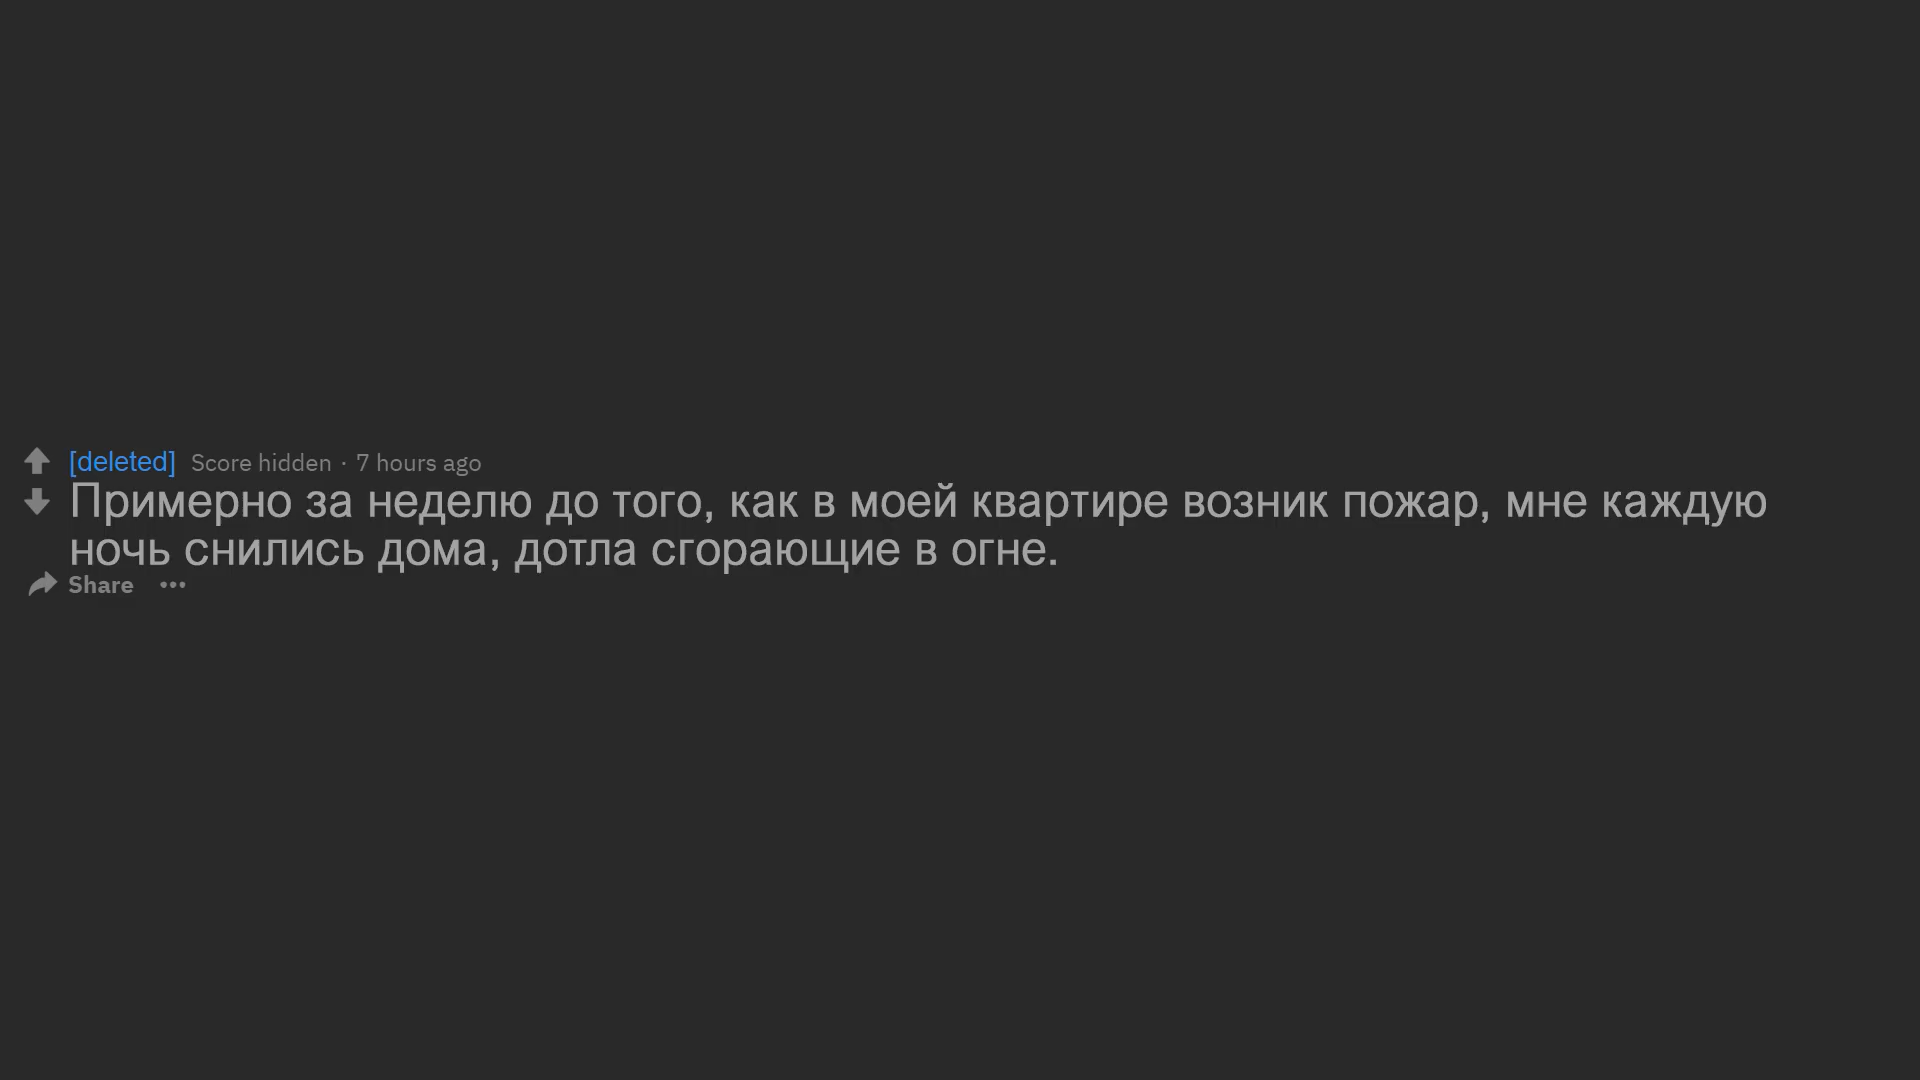 [deleted] Score hidden · 7 hours ago
Примерно за неделю до того, как в моей квартире возник пожар, мне каждую
ночь снились дома, дотла сгорающие в огне.
Share •••